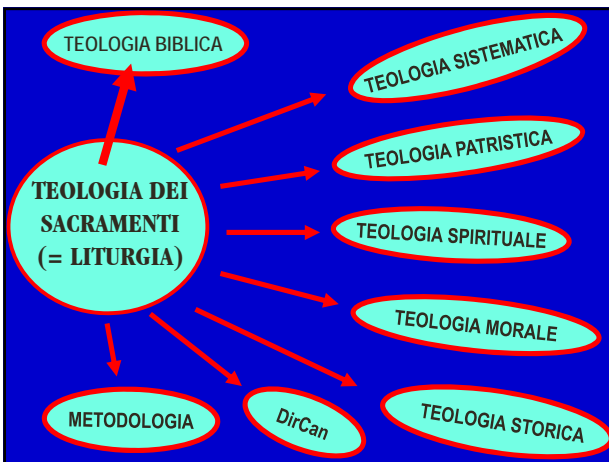 TEOLOGIA BIBLICA
TEOLOGIA SISTEMATICA
TEOLOGIA PATRISTICA
TEOLOGIA DEI
SACRAMENTI
(= LITURGIA)
TEOLOGIA SPIRITUALE
TEOLOGIA MORALE
METODOLOGIA
DirCan
TEOLOGIA STORICA